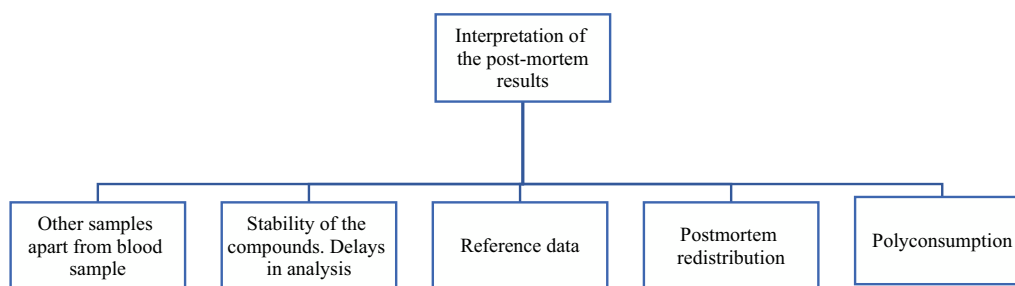 Interpretation of
the post-mortem
results
Other samples
apart from blood
sample
Stability of the
compounds. Delays
in analysis
Reference data
Postmortem
redistribution
Polyconsumption